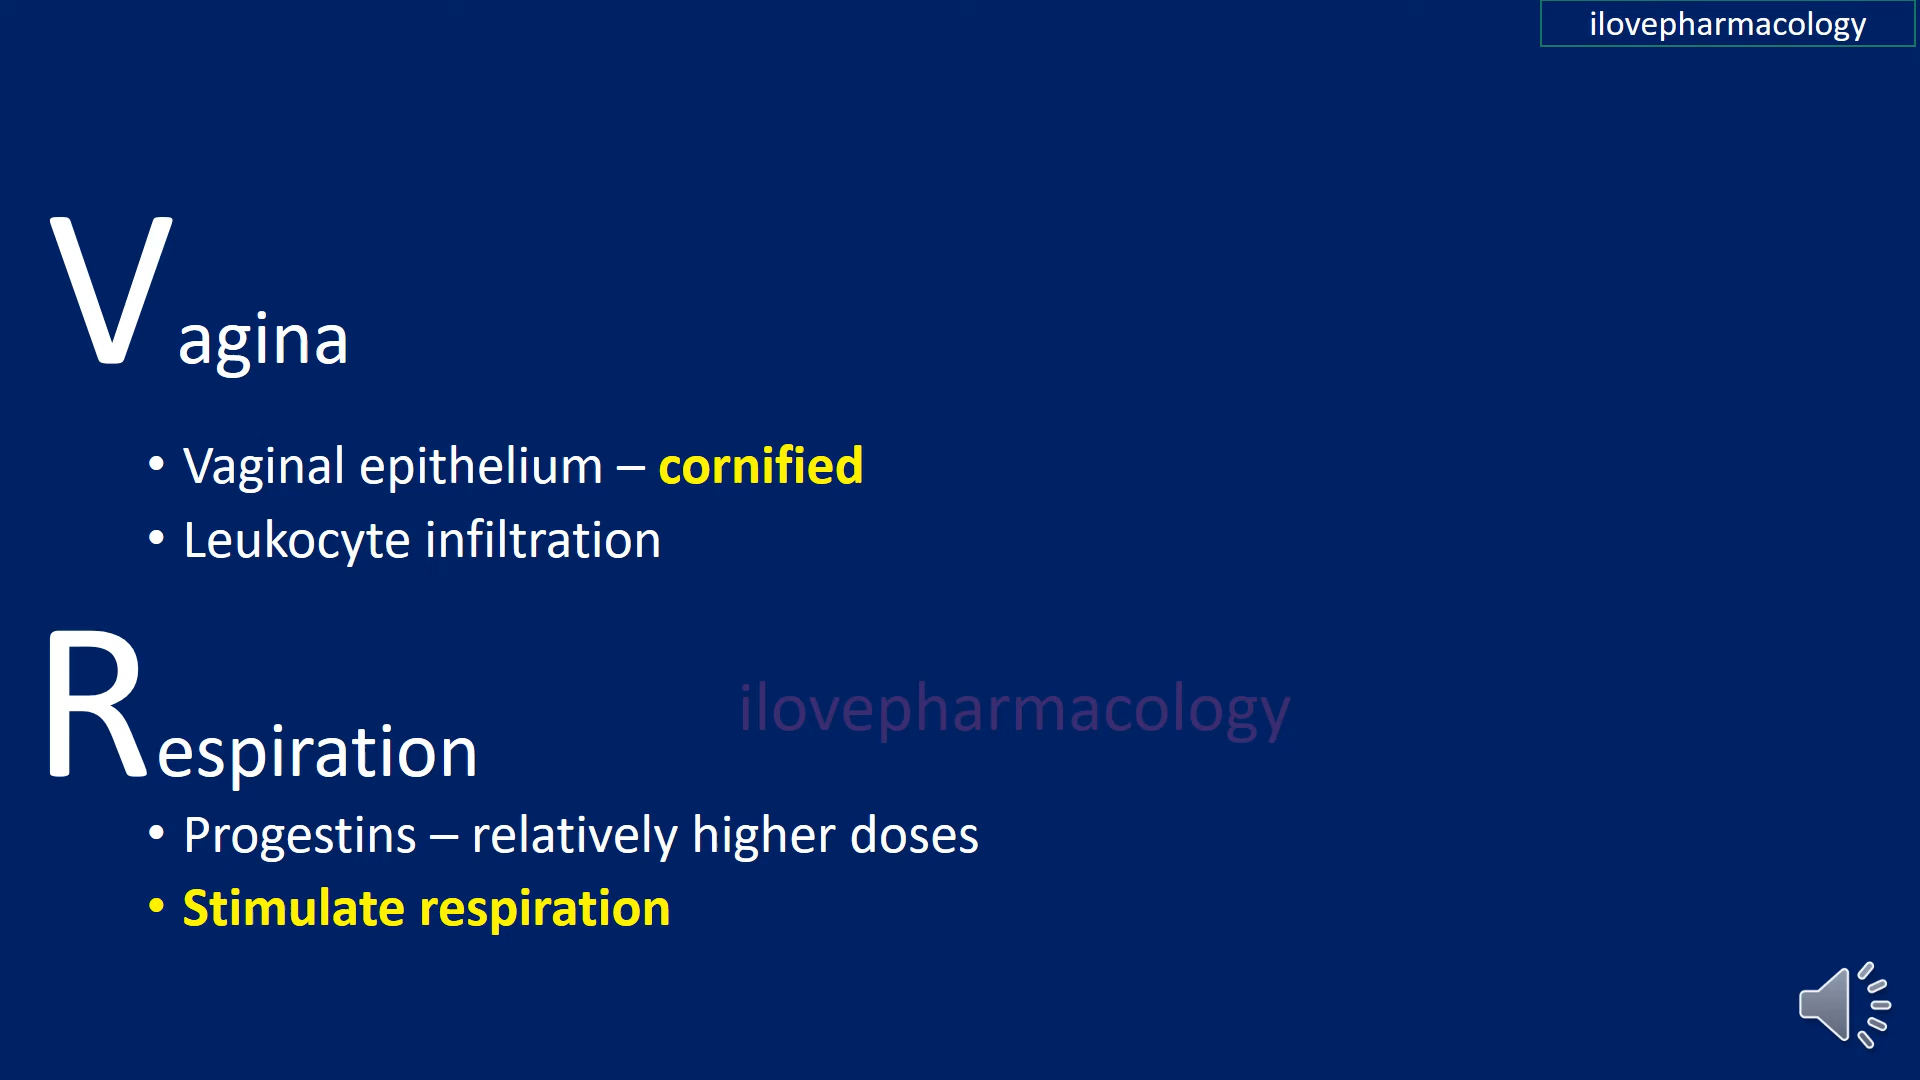 ilovepharmacology
Vagina
• Vaginal epithelium – cornified
• Leukocyte infiltration
Respiration
ilovepharmacology
• Progestins – relatively higher doses
• Stimulate respiration